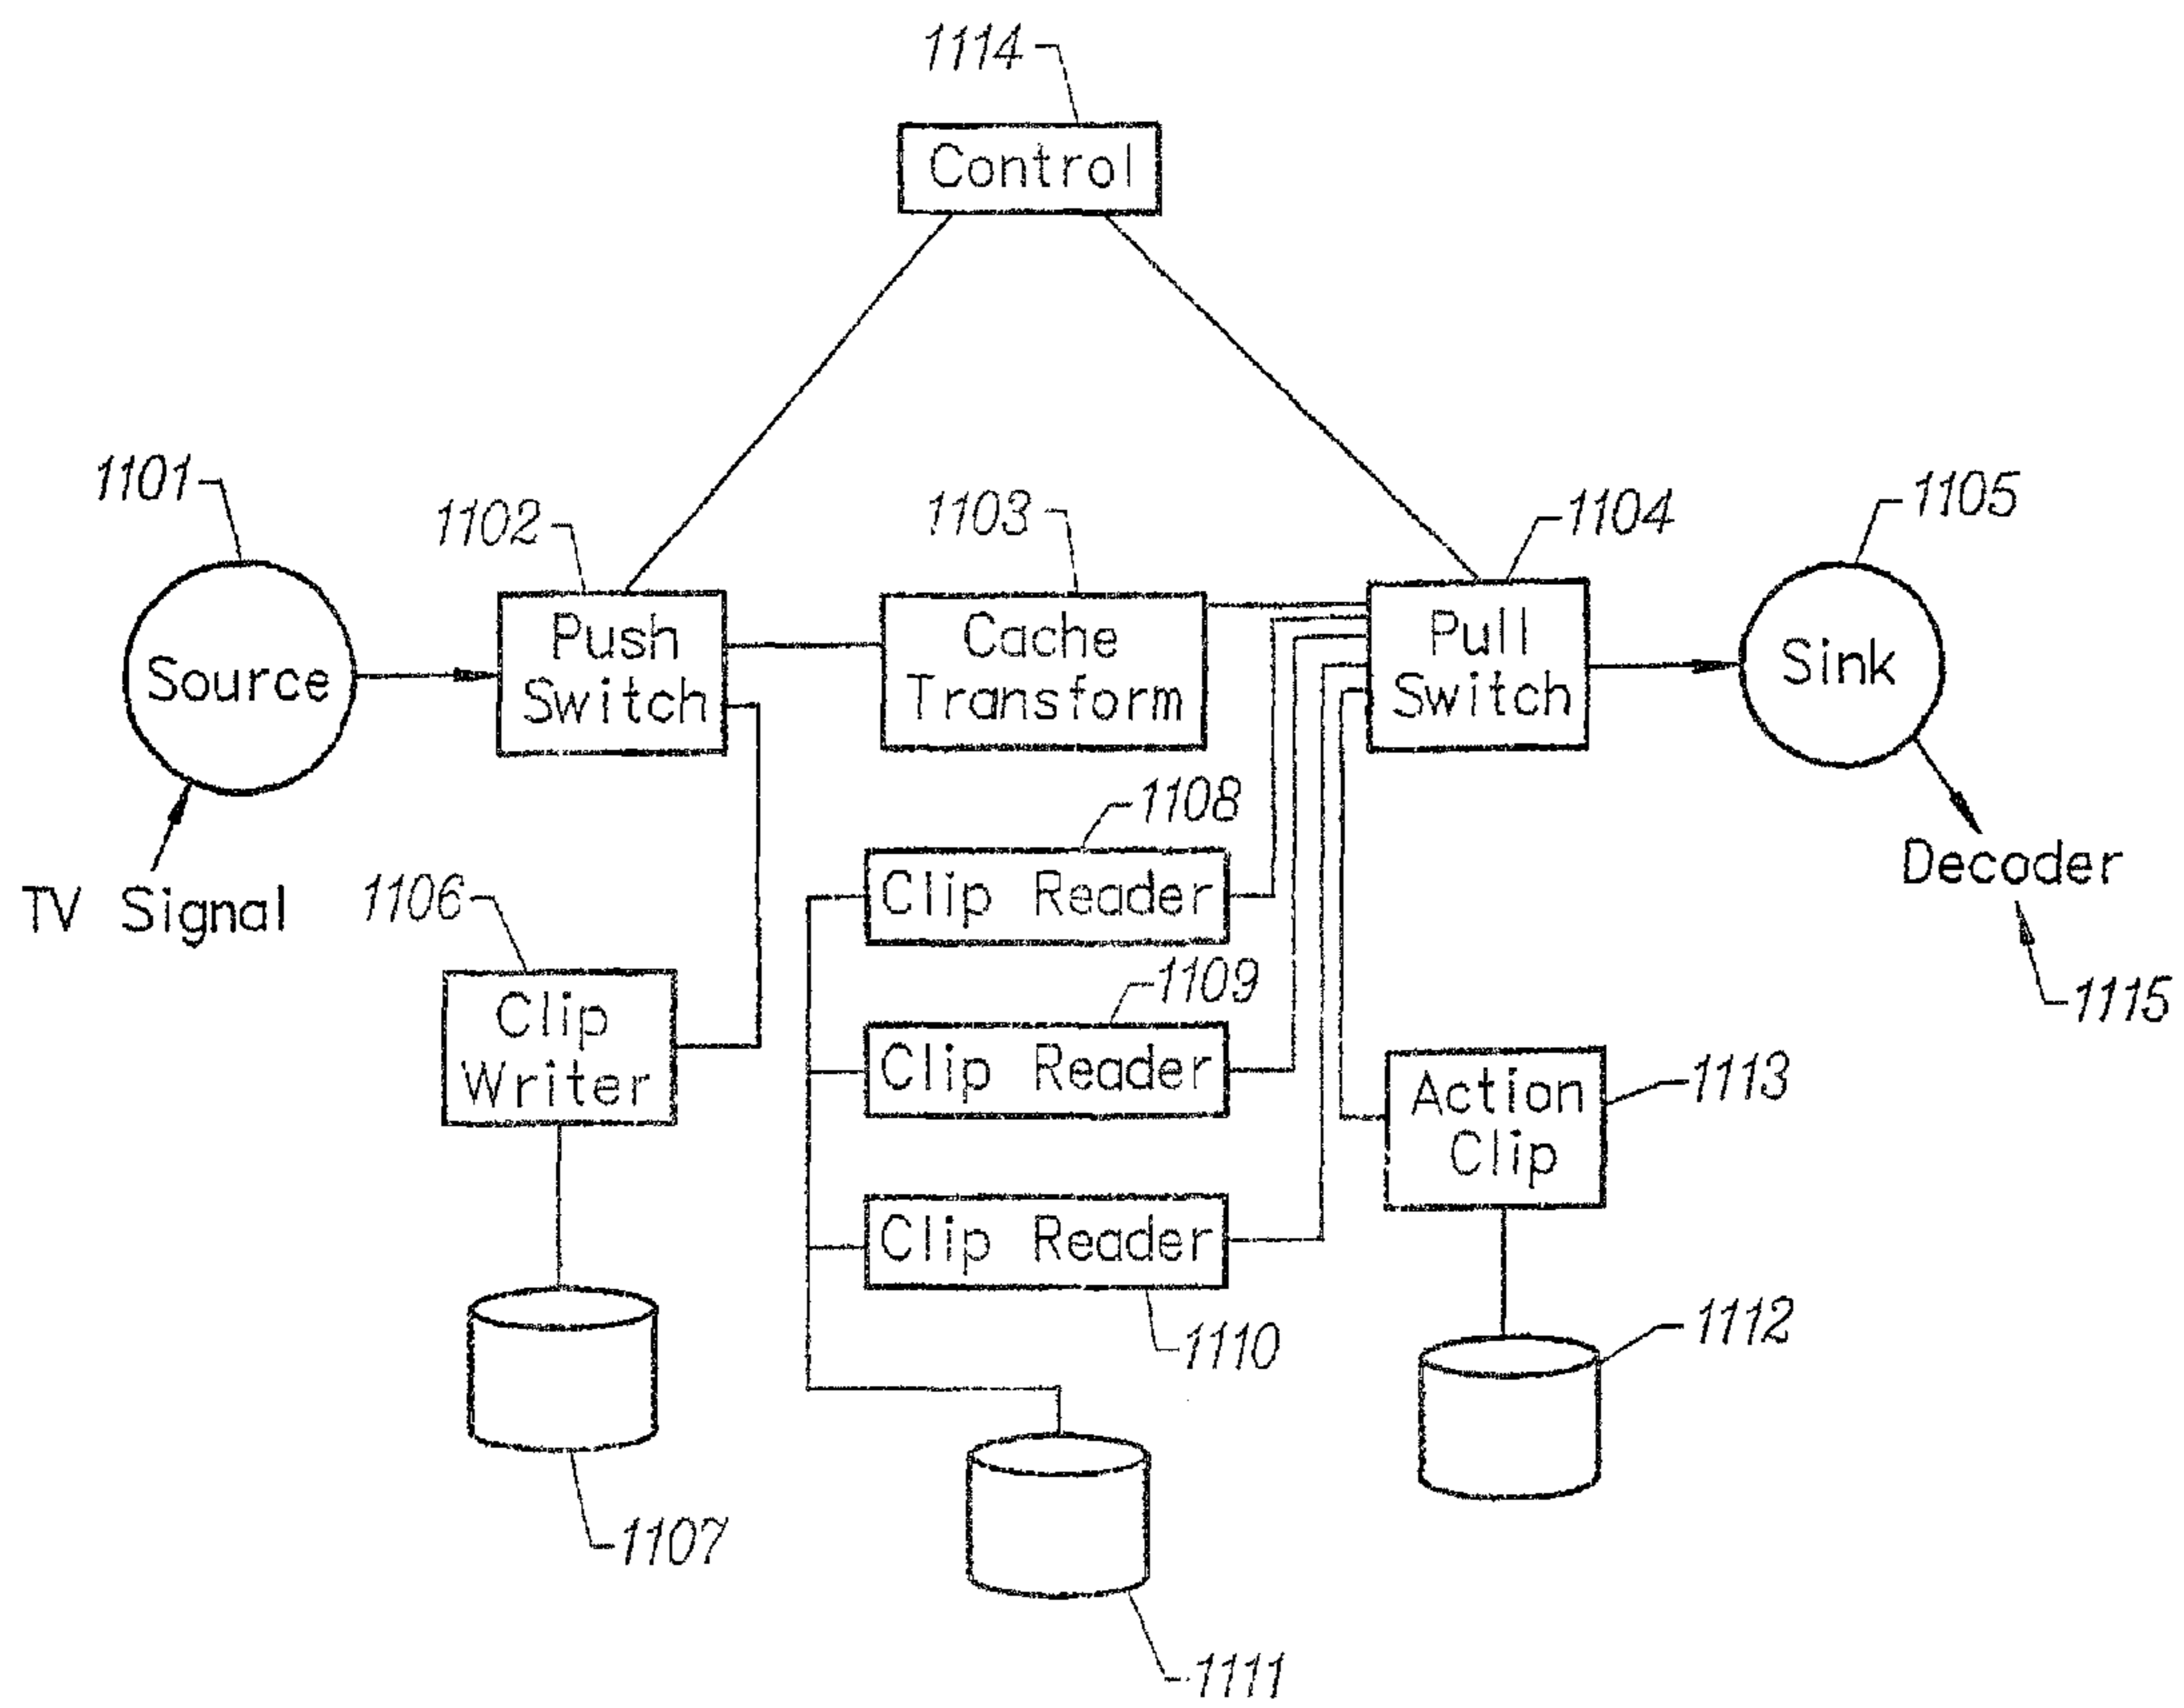 1114
Control
1101
1102
1103
1104
1105
Source
Push
Switch
Cache
Transform
Pull
Switch
Sink
TV Signal
1106
1108
Clip Reader
Decoder
1115
Clip
Writer
1109
Clip Reader
Action
Clip
1113
Clip Reader
1110
1112
1107
1111